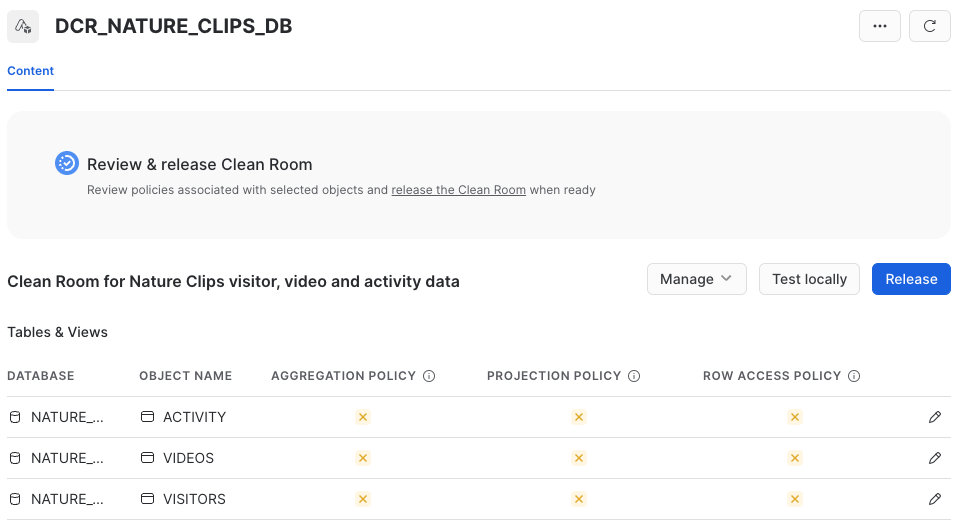 DCR_NATURE_CLIPS_DB
Content
Review & release Clean Room
Review policies associated with selected objects and release the Clean Room when ready
Clean Room for Nature Clips visitor, video and activity data
Manage
Test locally
Release
Tables & Views
DATABASE OBJECT NAME AGGREGATION POLICY PROJECTION POLICY ROW ACCESS POLICY
NATURE_... ACTIVITY
NATURE_... VIDEOS
NATURE_... VISITORS